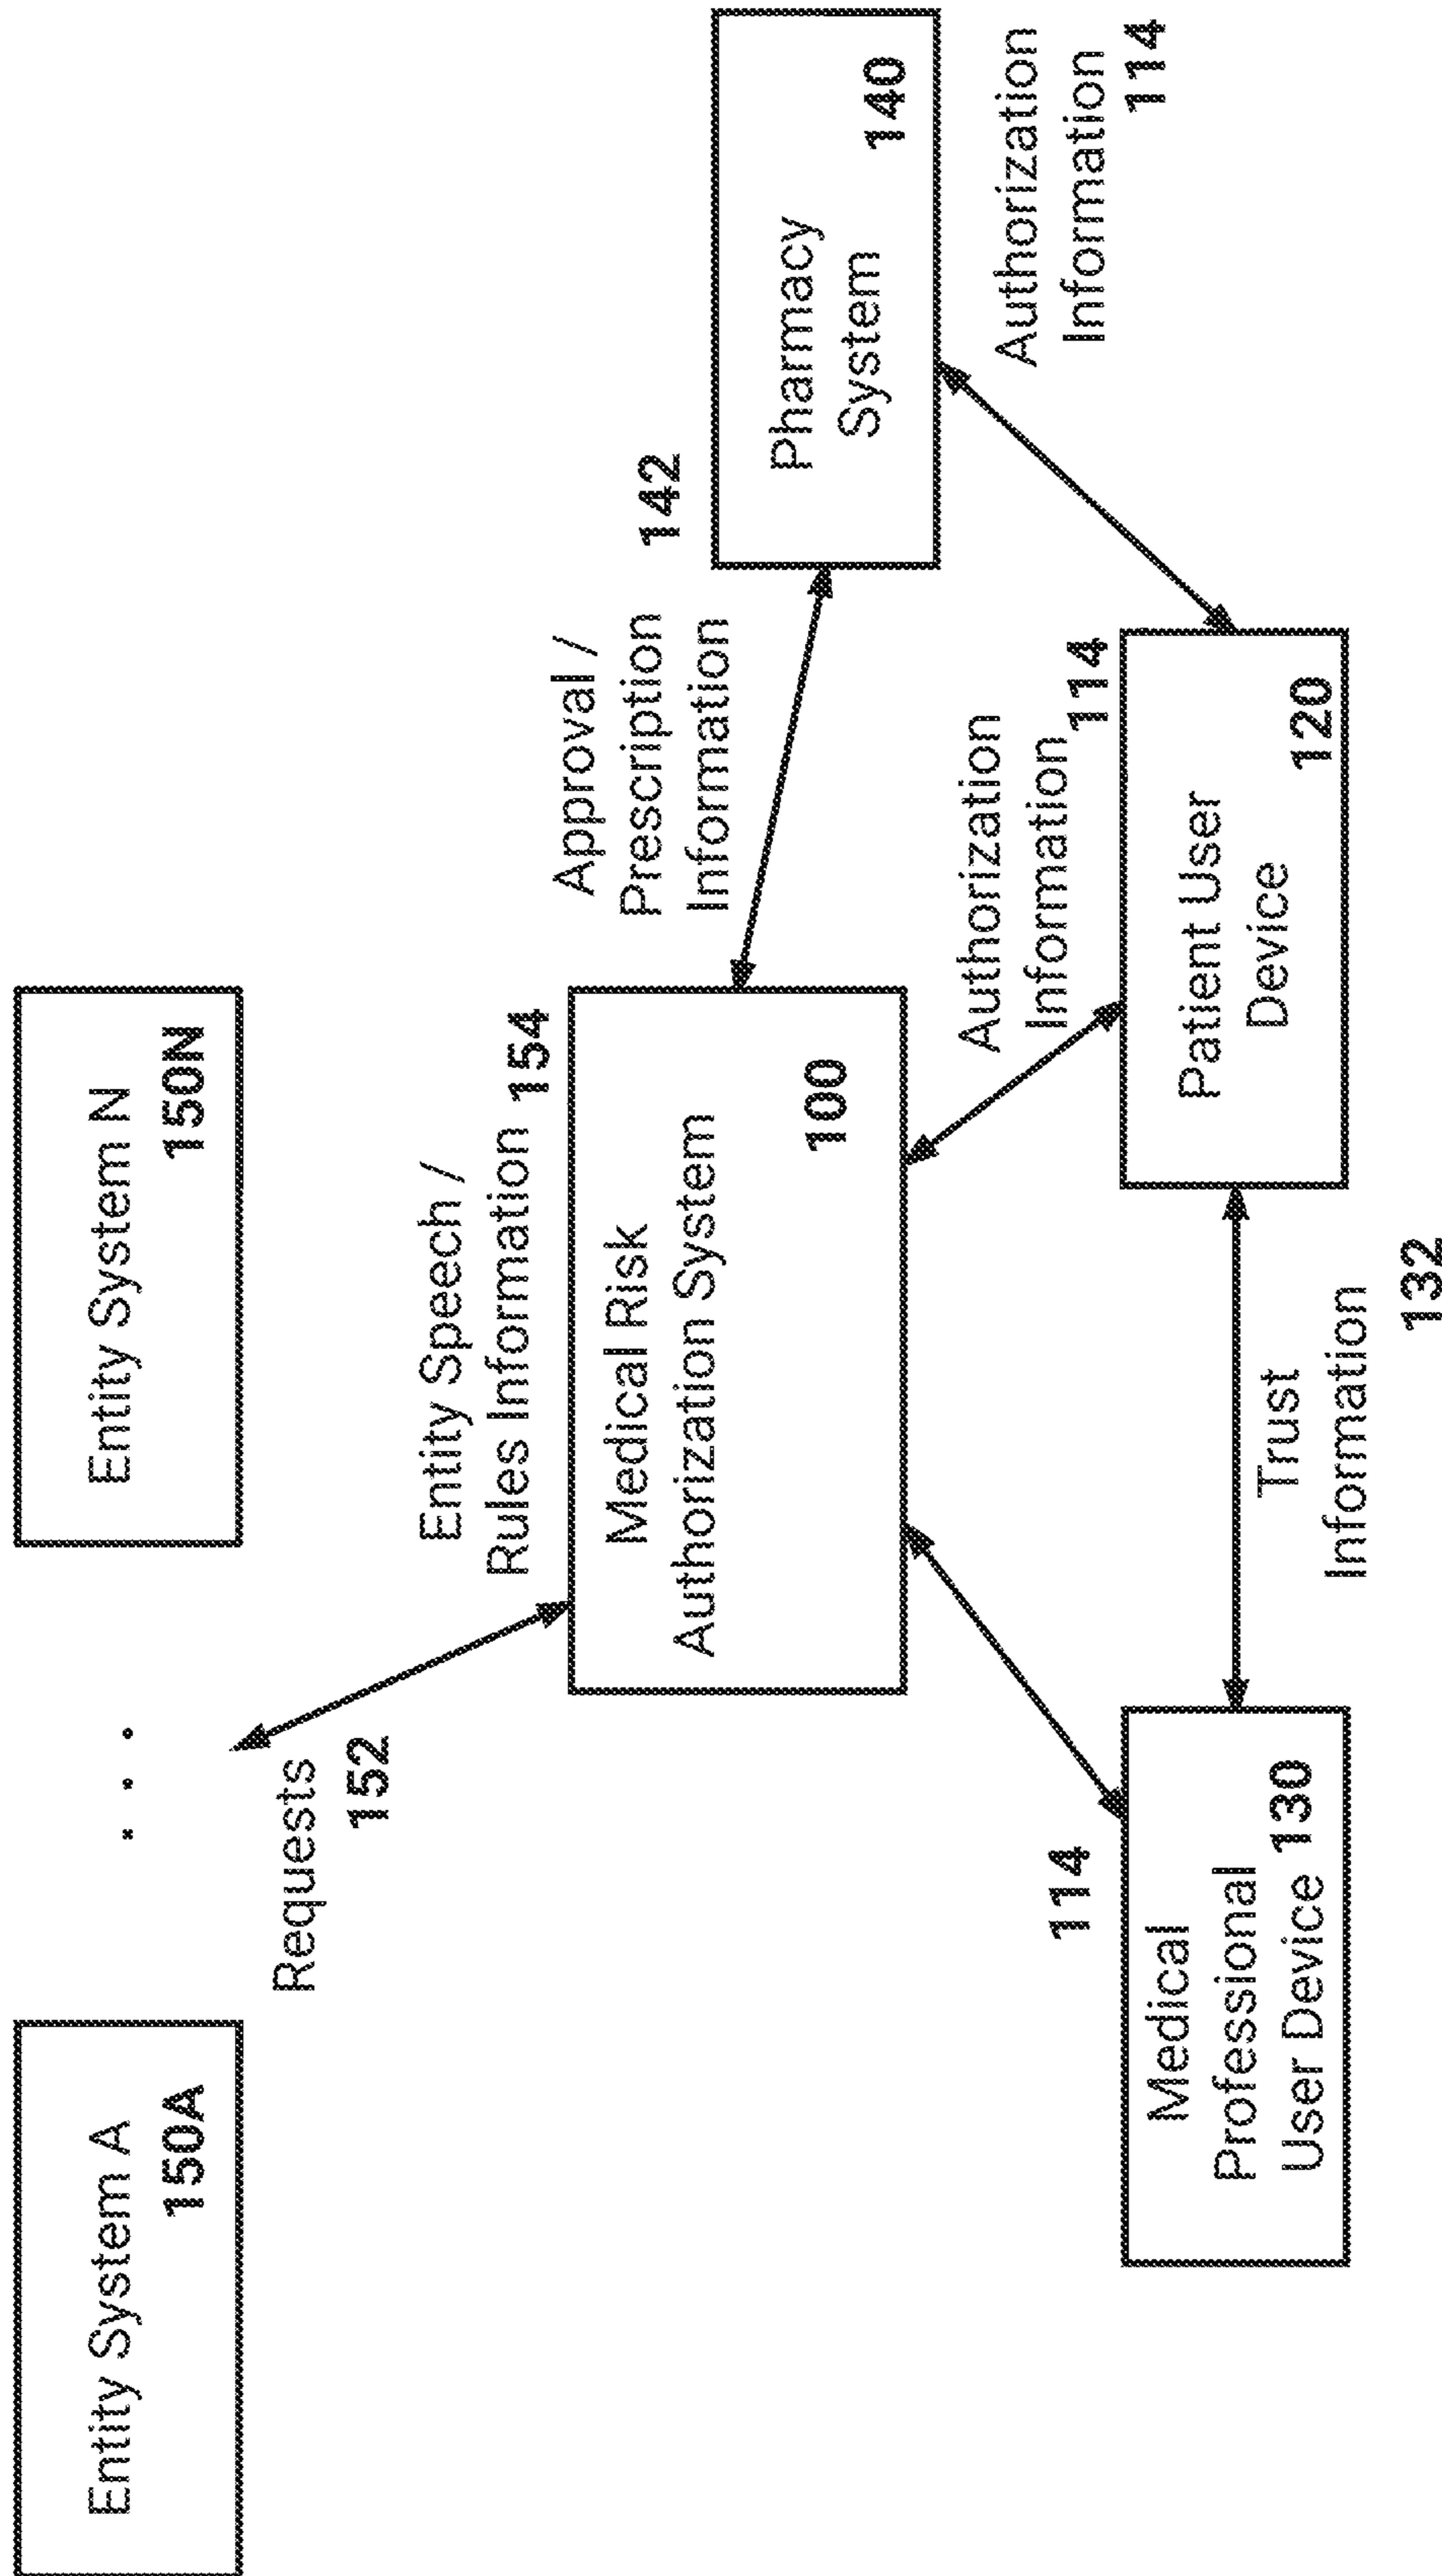 Entity System A
150A
. . .
Entity System N
150N
Requests
152
Entity Speech /
Rules Information 154
Medical Risk
Authorization System
100
Approval /
Prescription
Information
142
Pharmacy
System
140
Authorization
Information
114
Authorization
Information
114
114
Medical
Professional
User Device 130
Patient User
Device
120
Trust
Information
132